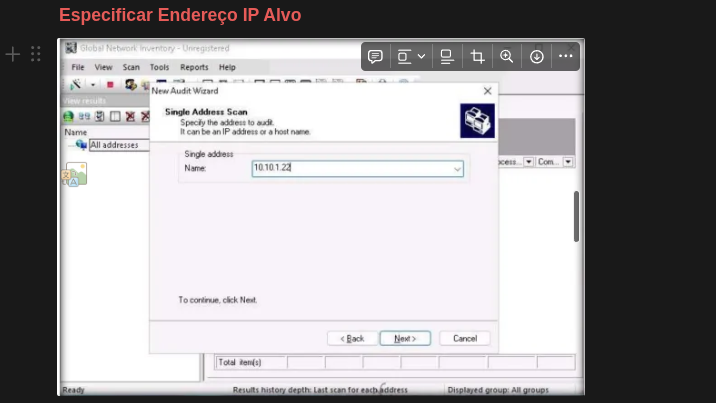 Especificar Endereço IP Alvo
Global Network Inventory - Unregistered
File View Scan Tools Reports Help
View results
Name
All addresses
New Audit Wizard
Single Address Scan
Specify the address to audit.
It can be an IP address or a host name.
Single address
Name:
10.10.1.22
To continue, click Next.
< Back
Next >
Cancel
ocess...
Com...
Total item(s)
Ready
Results history depth: Last scan for each address
Displayed group: All groups